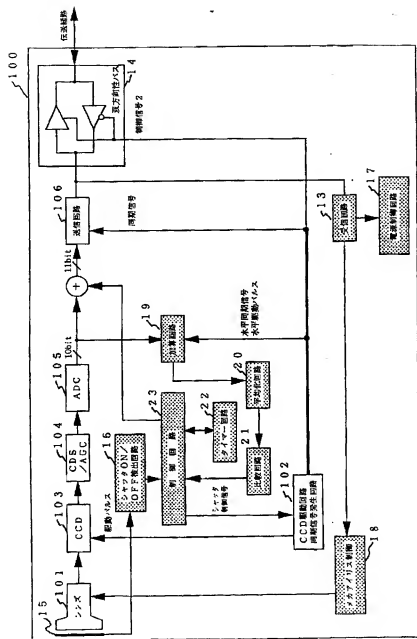 100
伝送線路
双方向性バス
14
制御信号2
106
送信回路
11bit
同期信号
+
13
受信回路
17
電源制御回路
10bit
105
ADC
19
加算回路
水平同期信号
水平駆動パルス
20
平均化回路
104
CDS
/AGC
23
制御回路
22
タイマー回路
21
比較回路
103
CCD
16
シャッタON/
OFF検出回路
駆動パルス
シャッタ
制御信号
102
CCD駆動回路
同期信号発生回路
101
レンズ
15
メカアイリス制御
18